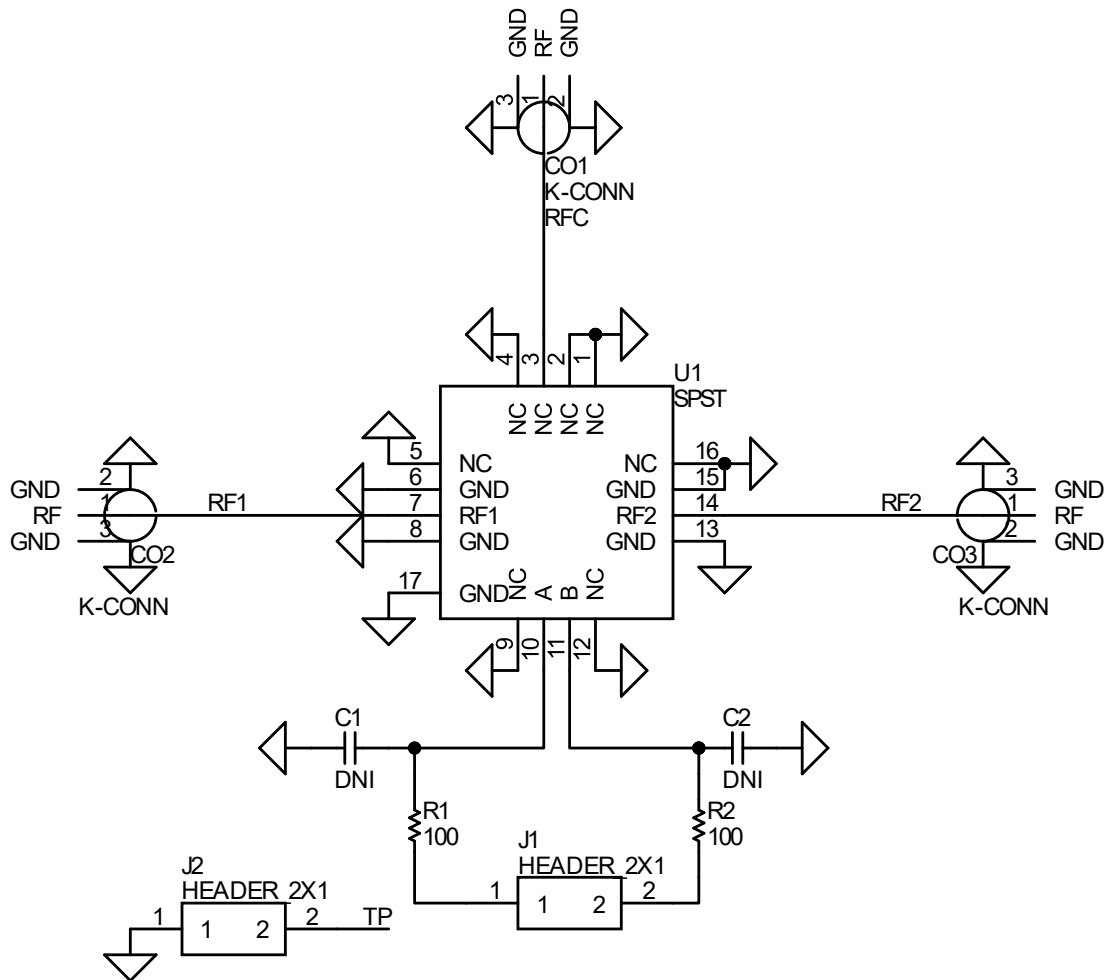 GND
RF
GND
3
1
2
CO1
K-CONN
RFC
4
3
2
1
U1
SPST
NC NC NC NC
5
NC
NC
16
6
GND
GND
15
7
RF1
RF2
14
8
GND
GND
13
17
GND
NC
A
B
NC
9
10
11
12
GND
2
RF
1
GND
3
CO2
K-CONN
RF1
RF2
3
GND
1
RF
2
GND
CO3
K-CONN
C1
DNI
C2
DNI
R1
100
R2
100
J1
HEADER_2X1
1
1 2
2
J2
HEADER_2X1
1
1 2
2
TP